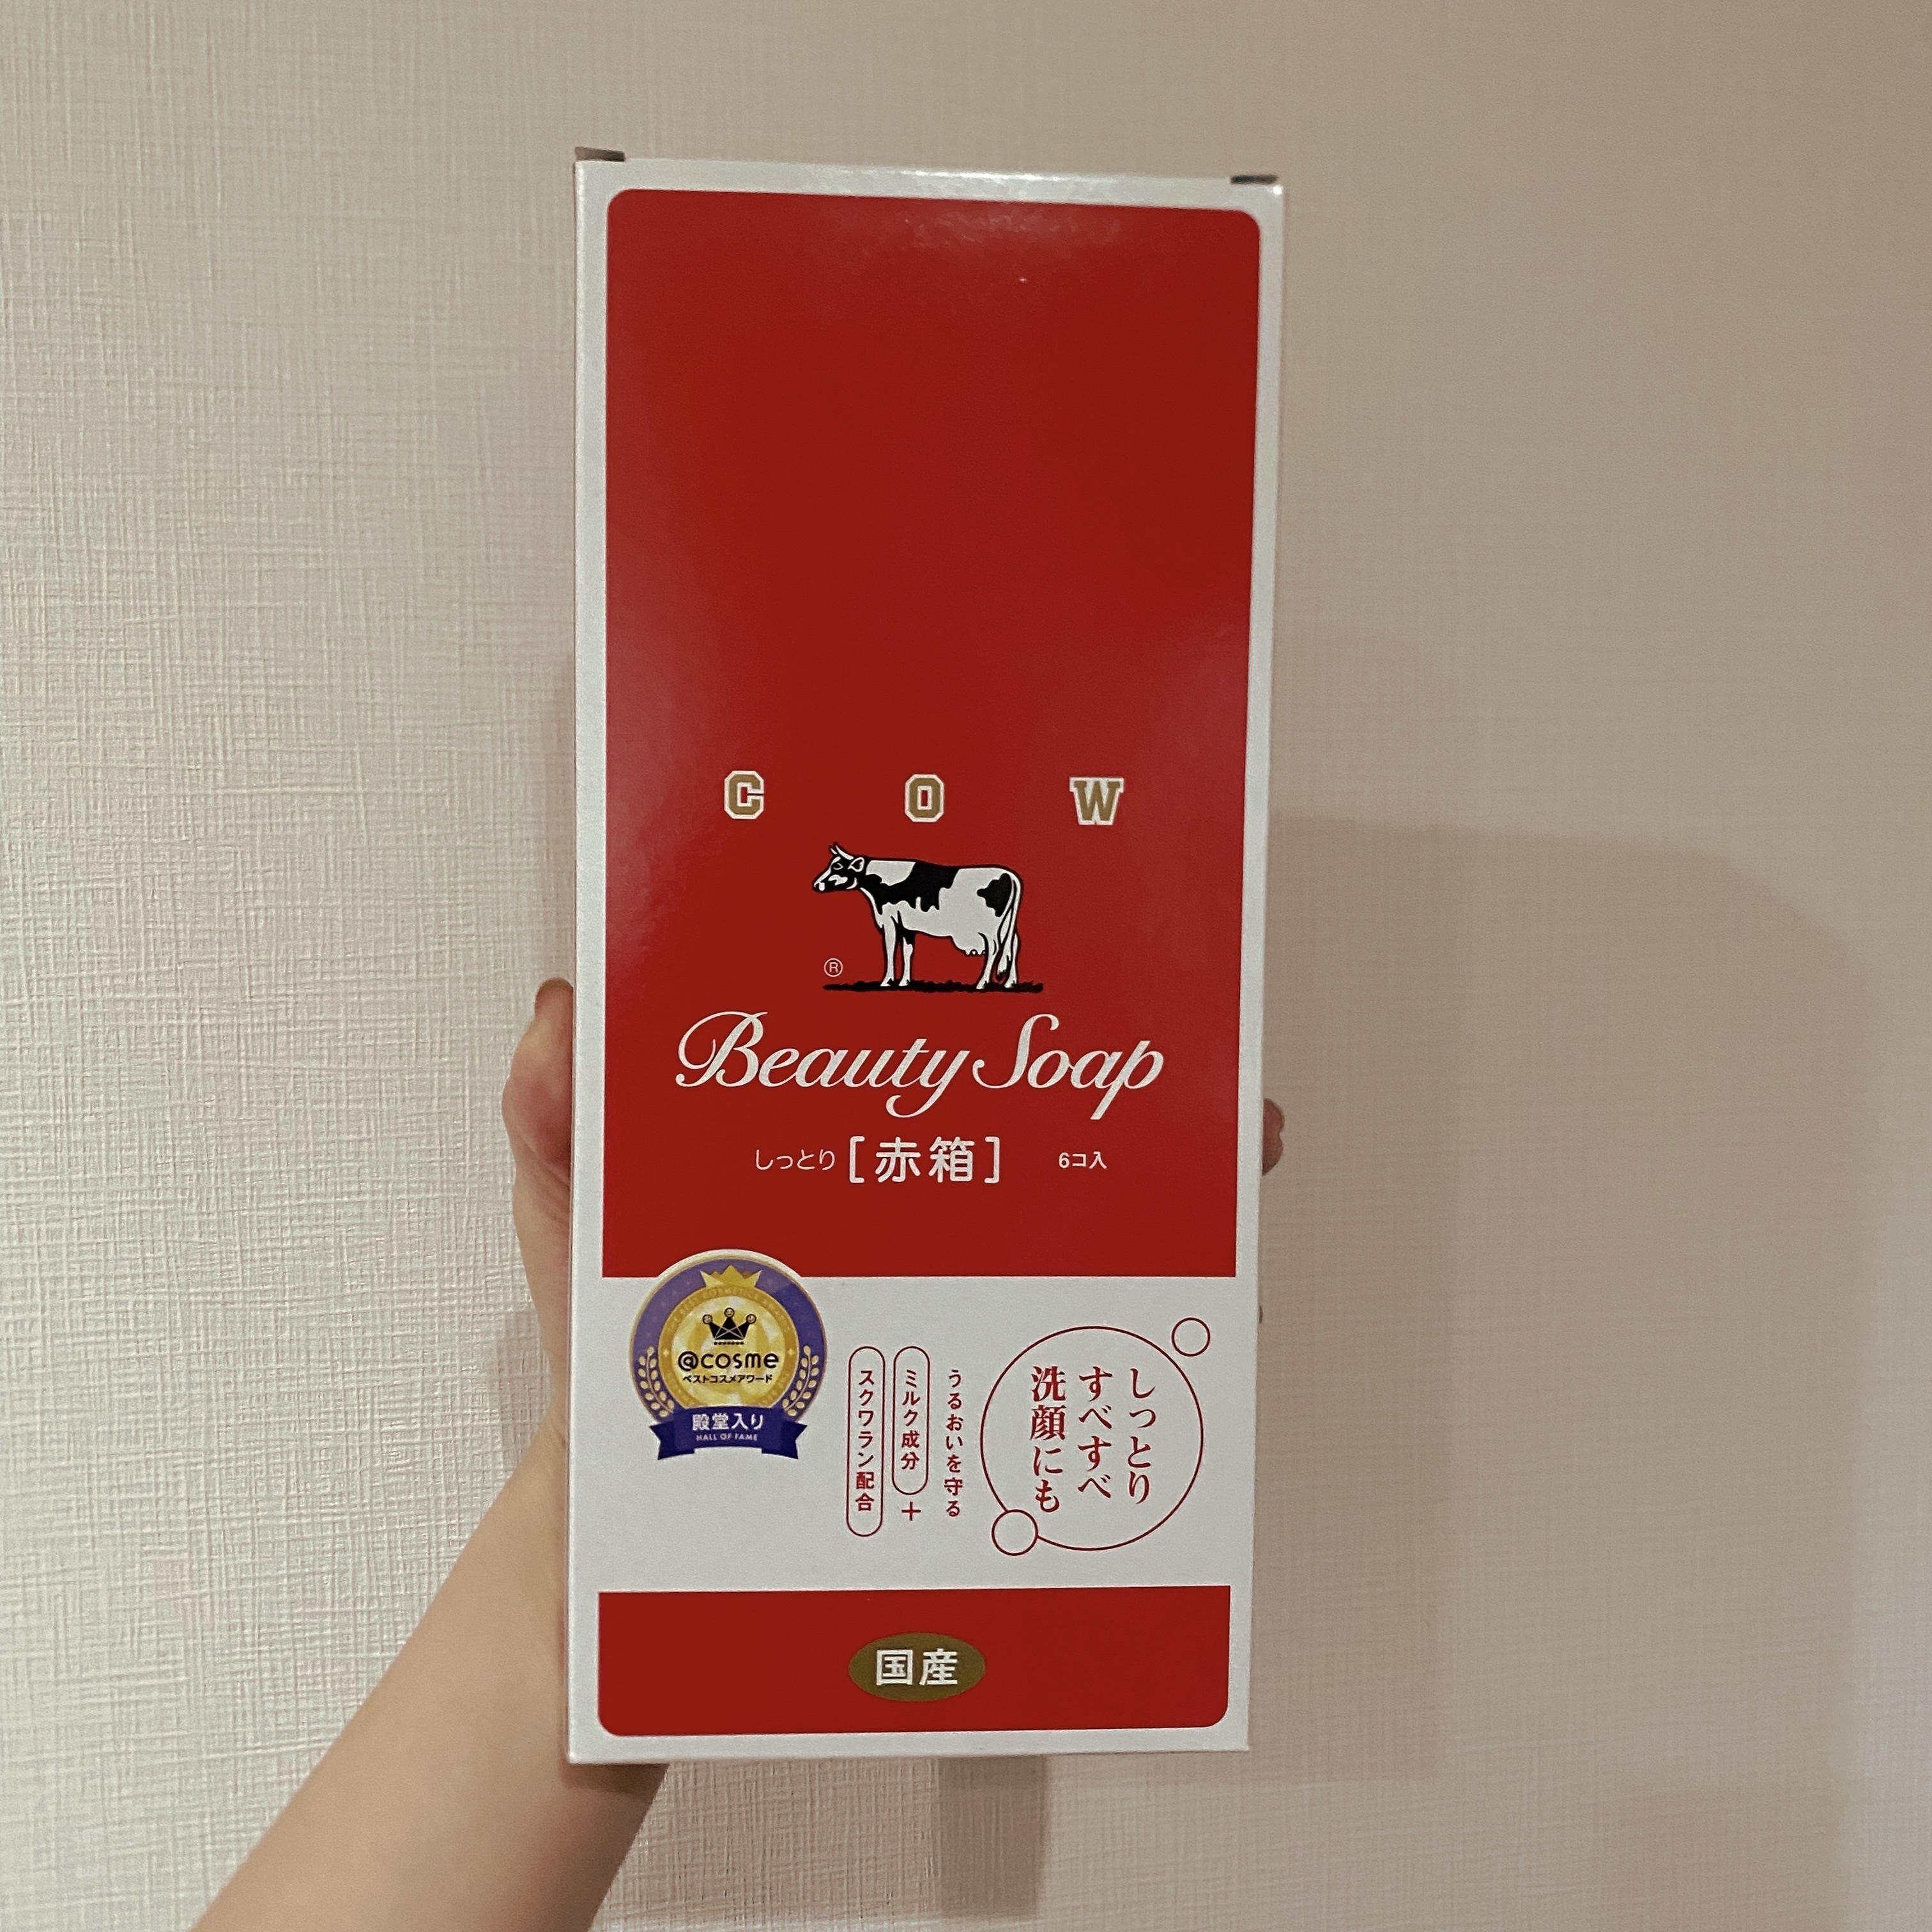 COW
®
Beauty Soap
しっとり［赤箱］ 6コ入
@cosme
ベストコスメアワード
殿堂入り
HALL OF FAME
しっとり
すべすべ
洗顔にも
うるおいを守る
ミルク成分＋
スクワラン配合
国産